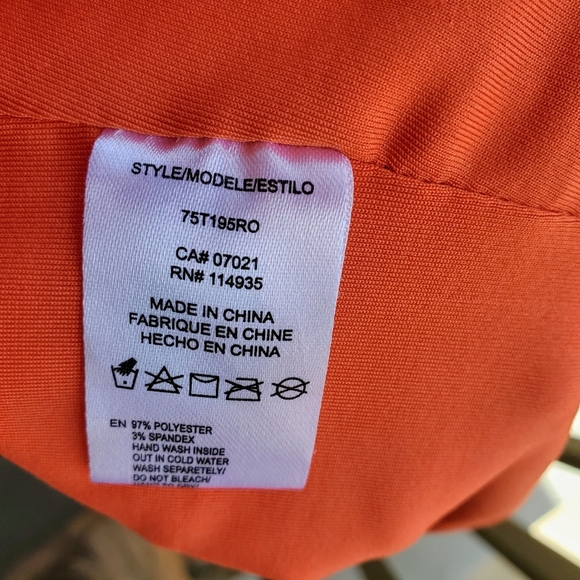 STYLE/MODELE/ESTILO
75T195RO
CA# 07021
RN# 114935
MADE IN CHINA
FABRIQUE EN CHINE
HECHO EN CHINA
EN 97% POLYESTER
3% SPANDEX
HAND WASH INSIDE
OUT IN COLD WATER
WASH SEPARETELY/
DO NOT BLEACH/